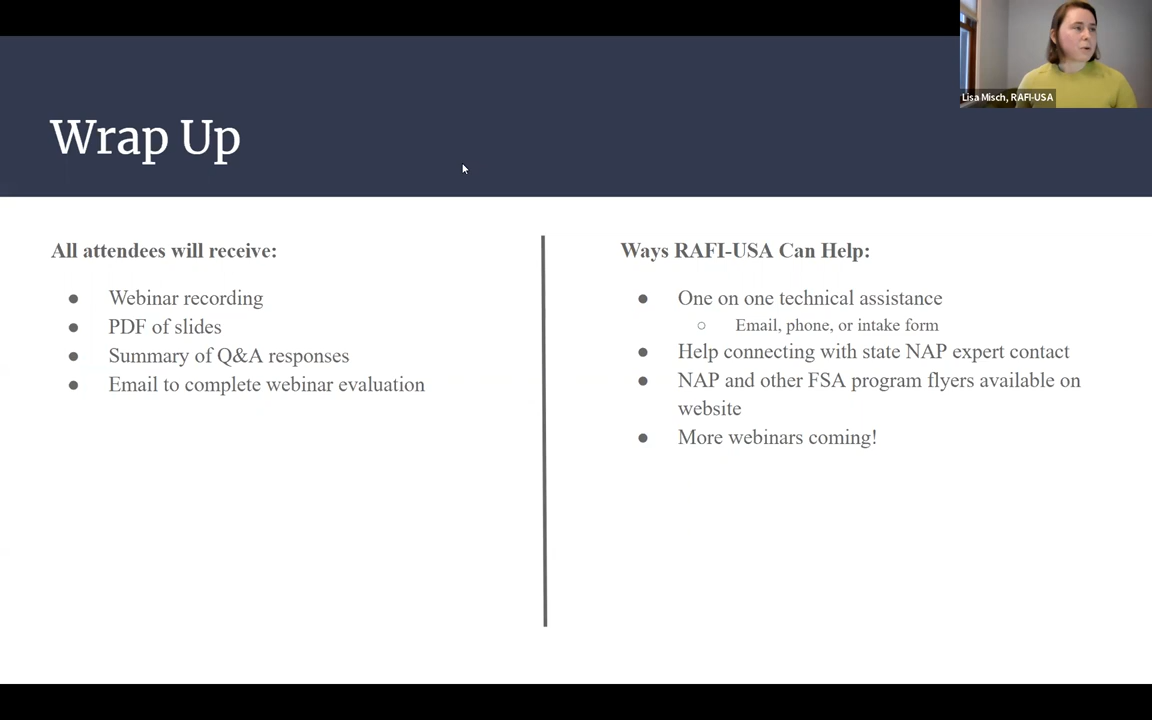 Lisa Misch, RAFI-USA
Wrap Up
All attendees will receive:
● Webinar recording
● PDF of slides
● Summary of Q&A responses
● Email to complete webinar evaluation
Ways RAFI-USA Can Help:
● One on one technical assistance
○ Email, phone, or intake form
● Help connecting with state NAP expert contact
● NAP and other FSA program flyers available on
website
● More webinars coming!